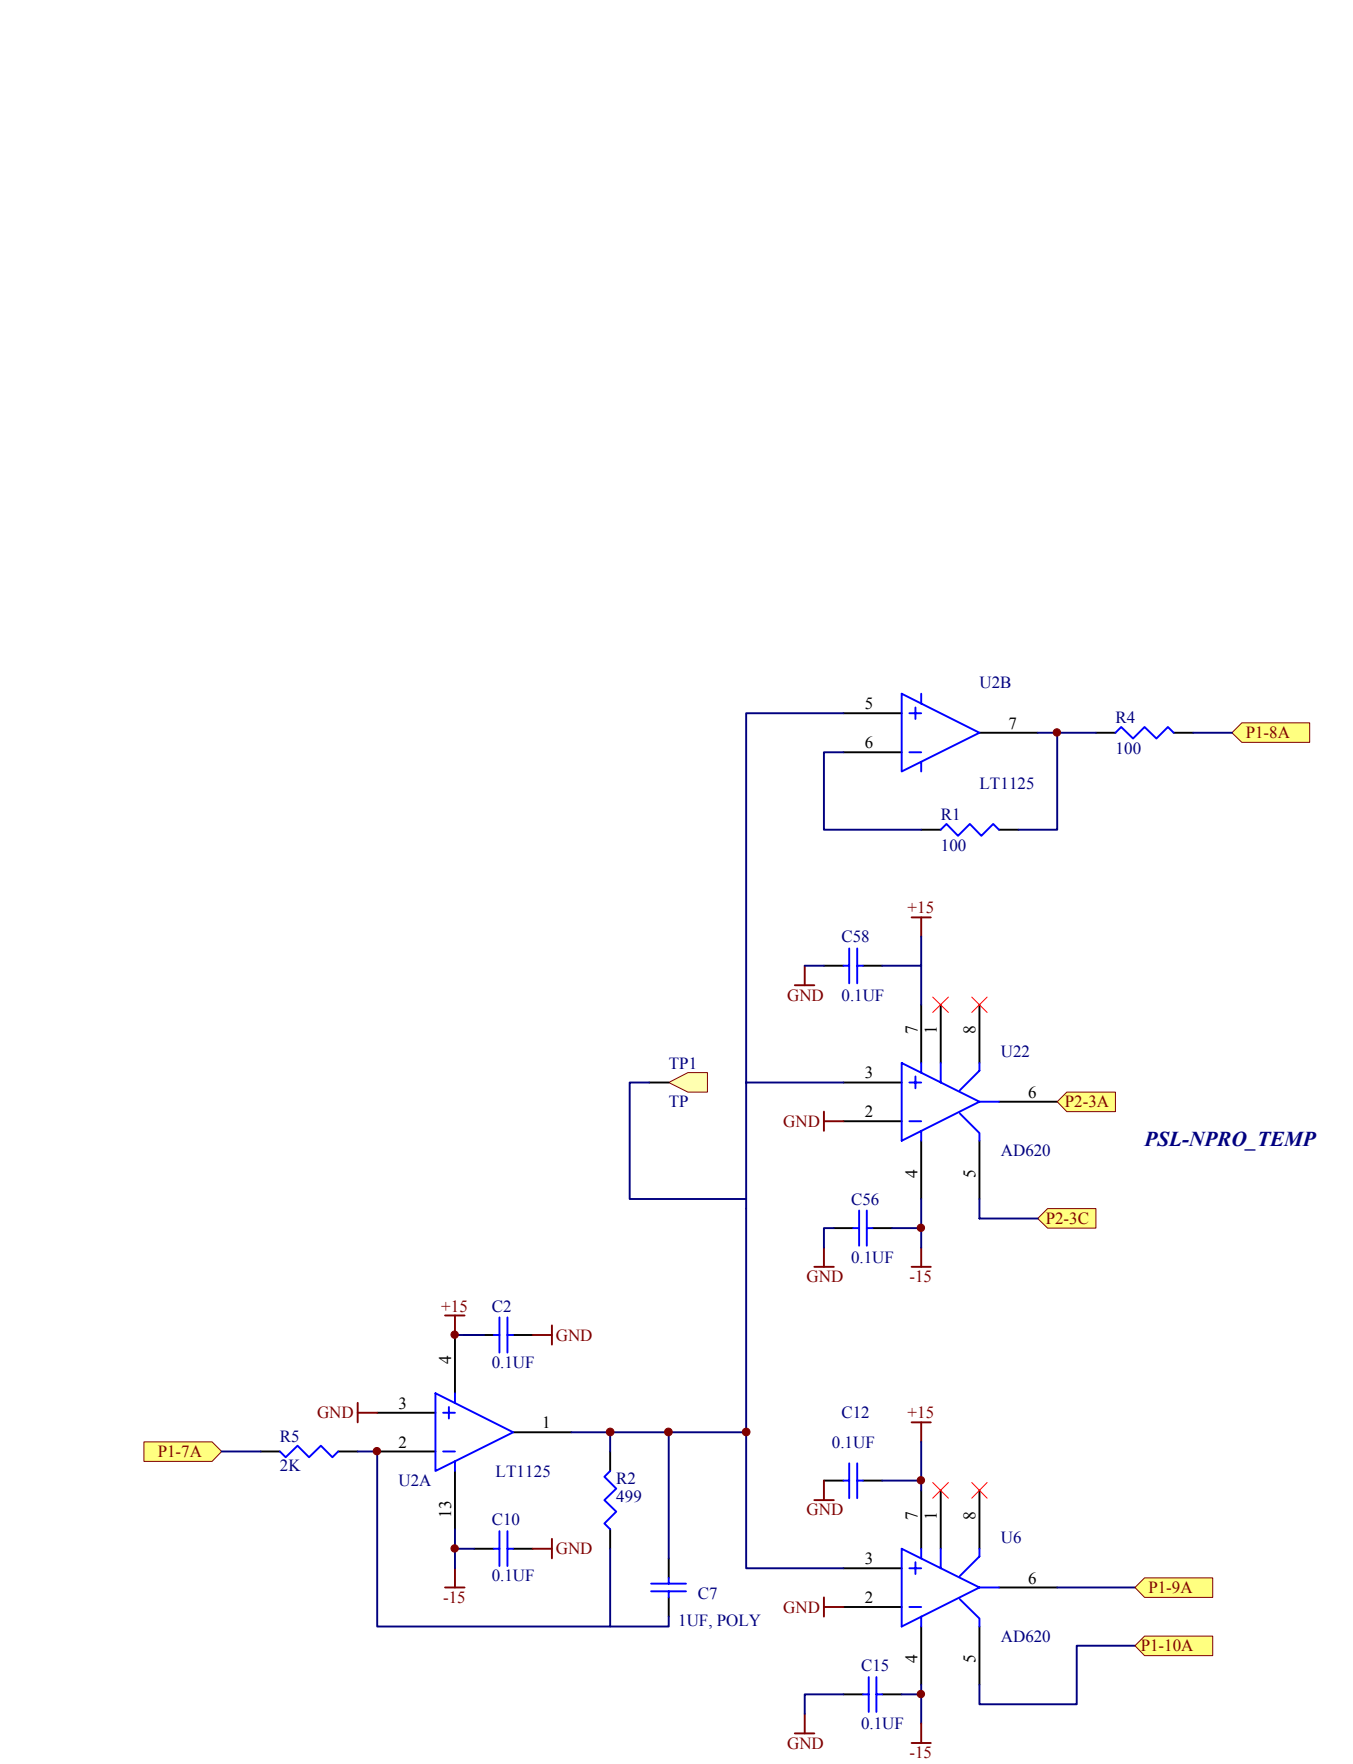 U2B
5
7
R4
P1-8A
6
100
LT1125
R1
100
+15
C58
GND
0.1UF
7
1
8
U22
TP1
3
6
P2-3A
TP
2
GND
PSL-NPRO_TEMP
AD620
4
5
C56
P2-3C
0.1UF
GND
-15
+15
C2
GND
0.1UF
4
GND
3
1
P1-7A
R5
2
2K
U2A
LT1125
R2
499
13
C10
GND
0.1UF
-15
C7
1UF, POLY
C12
+15
0.1UF
GND
7
1
8
U6
3
6
P1-9A
2
GND
AD620
P1-10A
4
5
C15
0.1UF
GND
-15